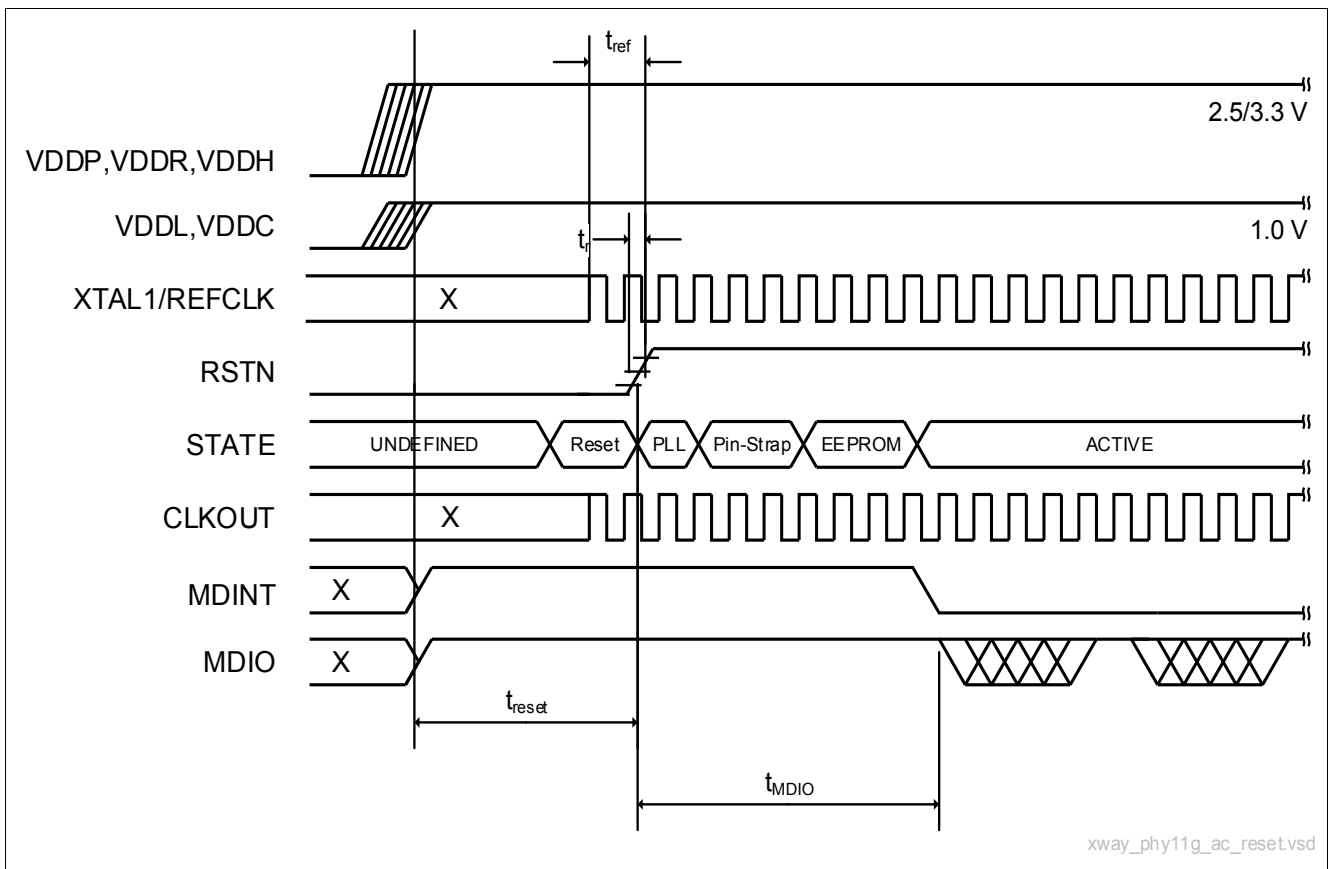 tref
2.5/3.3 V
VDDP,VDDR,VDDH
VDDL,VDDC
1.0 V
tr
XTAL1/REFCLK
X
RSTN
STATE
UNDEFINED
Reset
PLL
Pin-Strap
EEPROM
ACTIVE
CLKOUT
X
MDINT
X
MDIO
X
treset
tMDIO
xway_phy11g_ac_reset.vsd